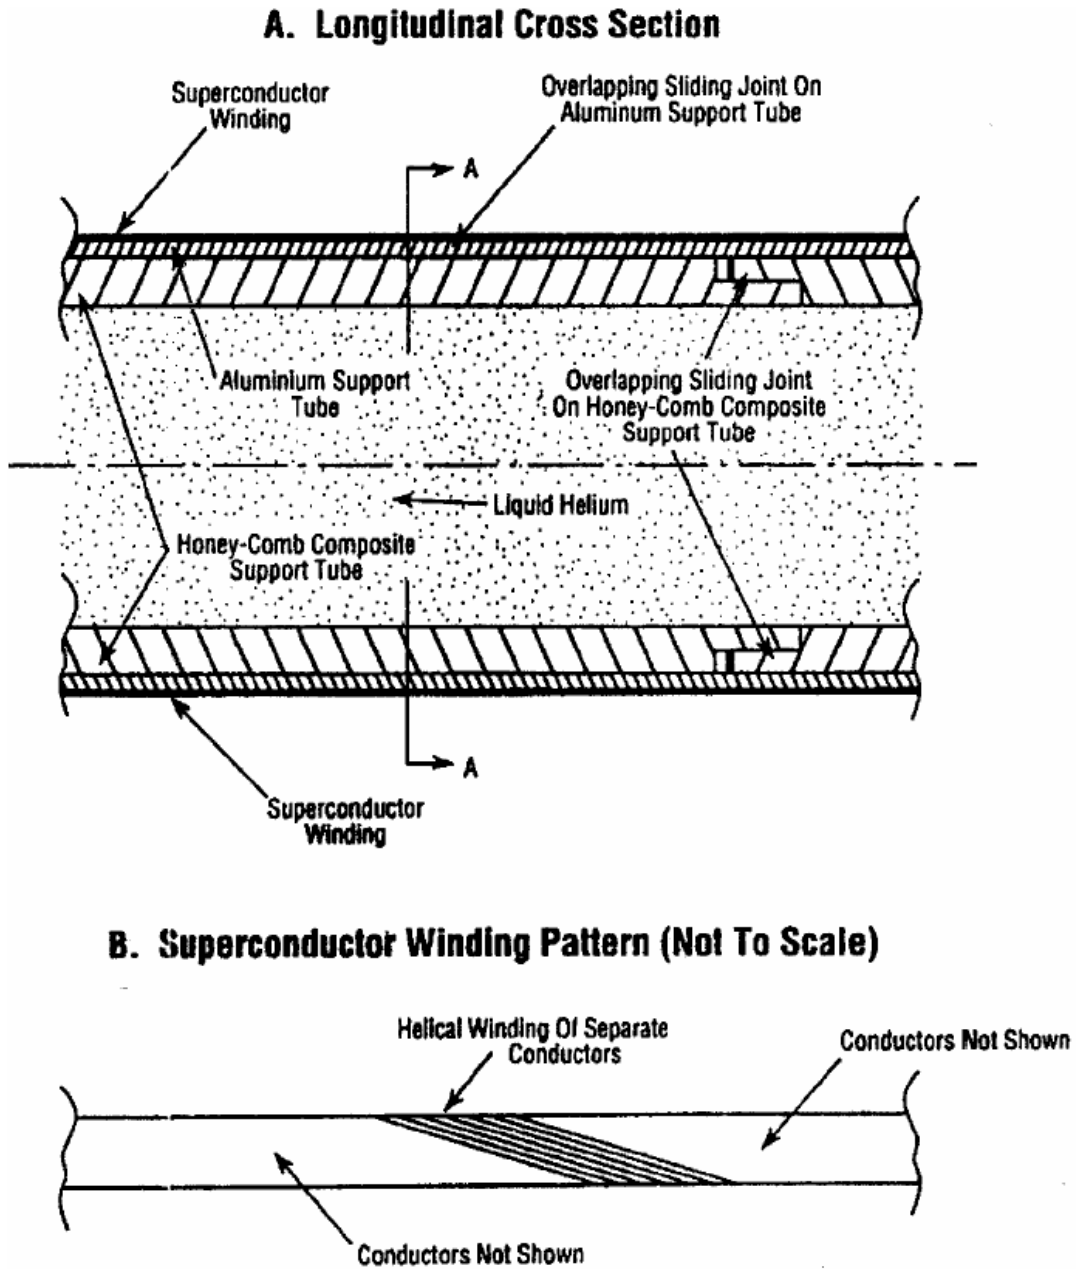 A. Longitudinal Cross Section
Superconductor
Winding
Overlapping Sliding Joint On
Aluminum Support Tube
A
Aluminium Support
Tube
Overlapping Sliding Joint
On Honey-Comb Composite
Support Tube
Liquid Helium
Honey-Comb Composite
Support Tube
A
Superconductor
Winding
B. Superconductor Winding Pattern (Not To Scale)
Helical Winding Of Separate
Conductors
Conductors Not Shown
Conductors Not Shown